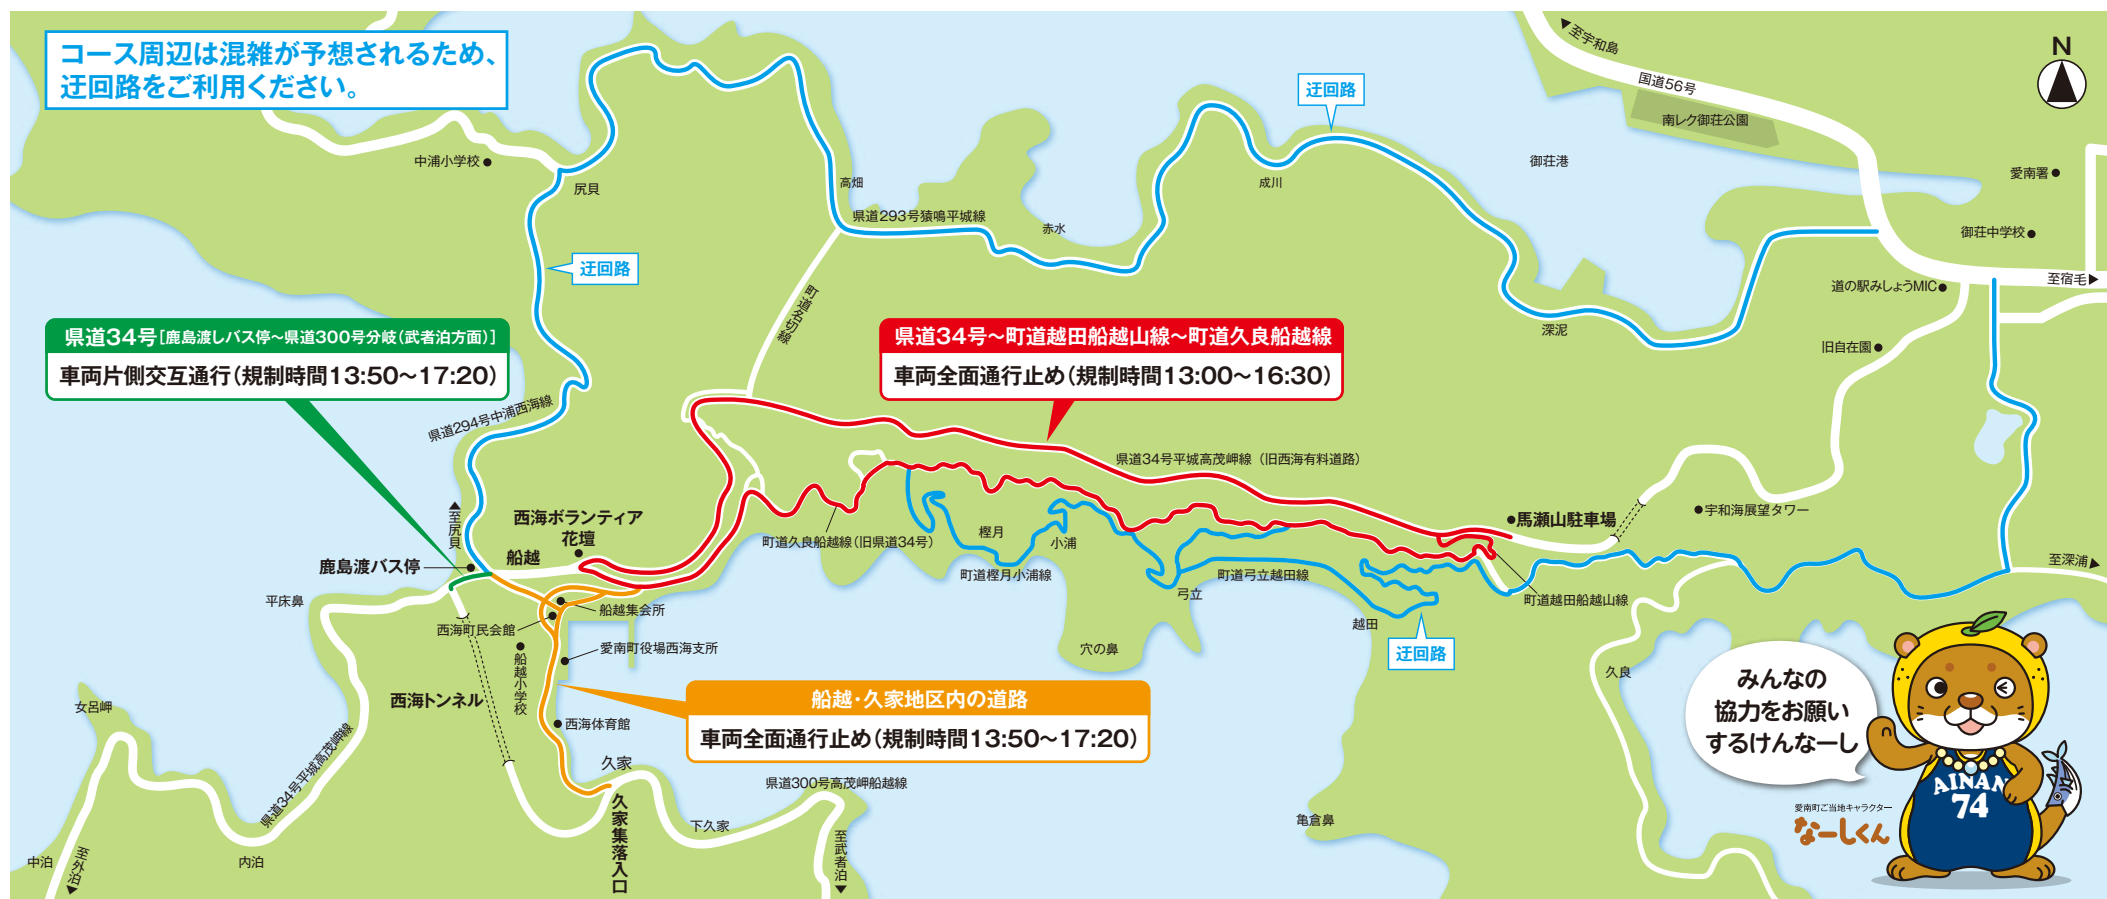 コース周辺は混雑が予想されるため、
迂回路をご利用ください。
N
至宇和島
国道56号
南レク御荘公園
迂回路
御荘港
愛南署
中浦小学校
尻貝
高畑
成川
県道293号猿鳴平城線
赤水
御荘中学校
迂回路
至宿毛
道の駅みしょうMIC
町道名切線
深泥
旧自在園
県道34号[鹿島渡しバス停～県道300号分岐(武者泊方面)]
車両片側交互通行(規制時間13:50～17:20)
県道34号～町道越田船越山線～町道久良船越線
車両全面通行止め(規制時間13:00～16:30)
県道294号中浦西海線
県道34号平城高茂岬線（旧西海有料道路）
至尻貝
西海ボランティア
花壇
馬瀬山駐車場
宇和海展望タワー
町道久良船越線(旧県道34号)
樫月
小浦
船越
鹿島渡バス停
町道樫月小浦線
町道弓立越田線
至深浦
平床鼻
弓立
町道越田船越山線
船越集会所
西海町民会館
越田
愛南町役場西海支所
穴の鼻
迂回路
船越小学校
久良
西海トンネル
船越・久家地区内の道路
車両全面通行止め(規制時間13:50～17:20)
女呂岬
西海体育館
みんなの
協力をお願い
するけんなーし
県道34号平城高茂岬線
久家
県道300号高茂岬船越線
AINAN
74
愛南町ご当地キャラクター
なーしくん
久家集落入口
下久家
亀倉鼻
至武者泊
中泊
至外泊
内泊